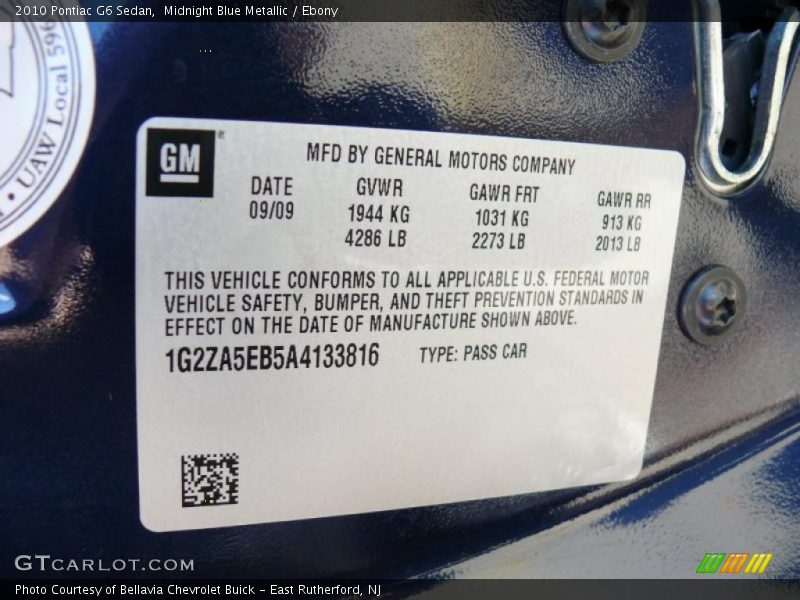 2010 Pontiac G6 Sedan, Midnight Blue Metallic / Ebony
UAW Local 596
GM
MFD BY GENERAL MOTORS COMPANY
DATE GVWR GAWR FRT GAWR RR
09/09 1944 KG 1031 KG 913 KG
4286 LB 2273 LB 2013 LB
THIS VEHICLE CONFORMS TO ALL APPLICABLE U.S. FEDERAL MOTOR
VEHICLE SAFETY, BUMPER, AND THEFT PREVENTION STANDARDS IN
EFFECT ON THE DATE OF MANUFACTURE SHOWN ABOVE.
1G2ZA5EB5A4133816 TYPE: PASS CAR
GTCARLOT.COM
Photo Courtesy of Bellavia Chevrolet Buick – East Rutherford, NJ